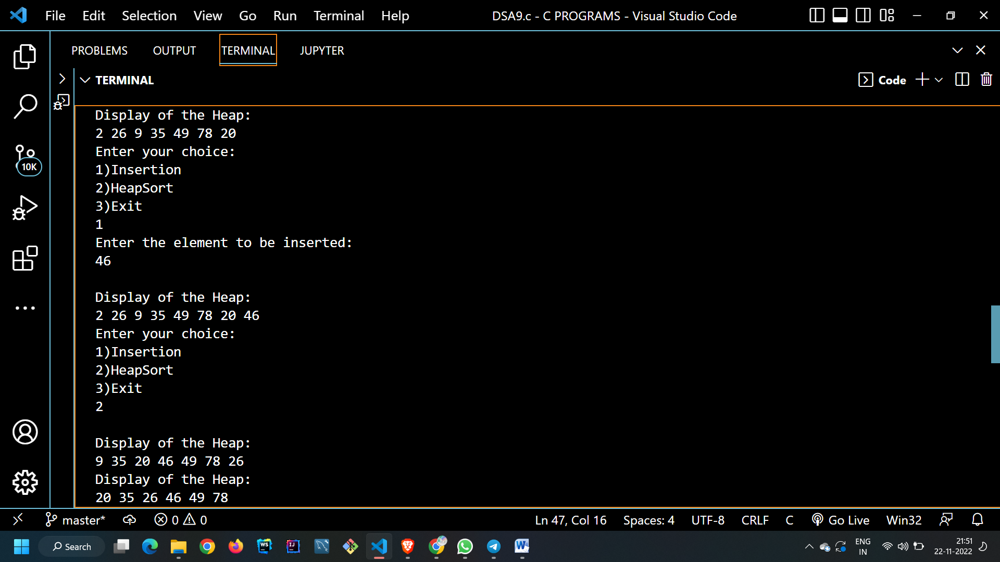 File Edit Selection View Go Run Terminal Help DSA9.c - C PROGRAMS - Visual Studio Code
PROBLEMS OUTPUT TERMINAL JUPYTER
TERMINAL Code
Display of the Heap:
2 26 9 35 49 78 20
Enter your choice:
1)Insertion
2)HeapSort
3)Exit
1
Enter the element to be inserted:
46
Display of the Heap:
2 26 9 35 49 78 20 46
Enter your choice:
1)Insertion
2)HeapSort
3)Exit
2
Display of the Heap:
9 35 20 46 49 78 26
Display of the Heap:
20 35 26 46 49 78
10K
master* 0 0 Ln 47, Col 16 Spaces: 4 UTF-8 CRLF C Go Live Win32
Search WS IJ W ENG IN 21:51 22-11-2022